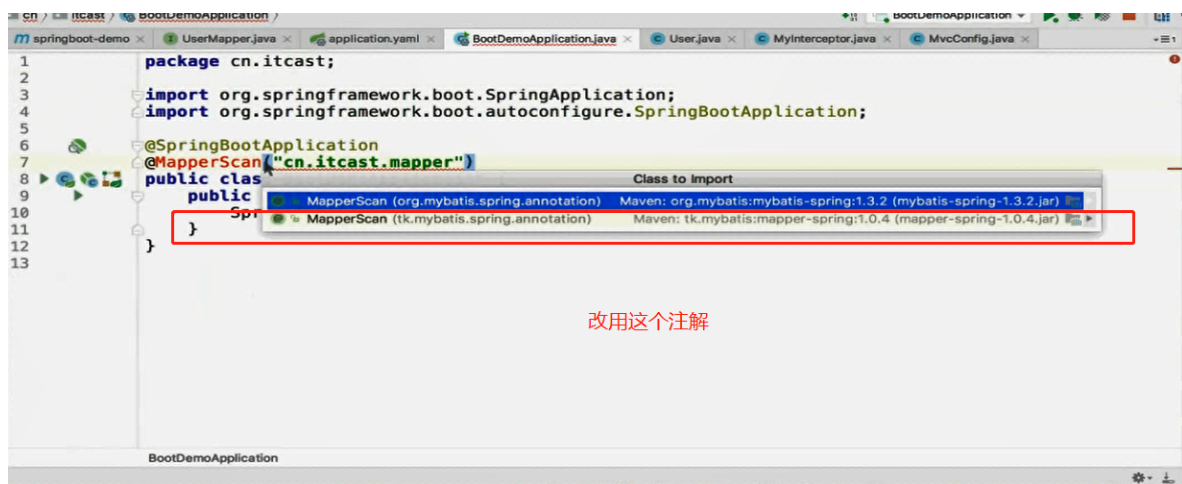 cn itcast BootDemoApplication BootDemoApplication
springboot-demo UserMapper.java application.yaml BootDemoApplication.java User.java MyInterceptor.java MvcConfig.java
1 package cn.itcast;
2
3 import org.springframework.boot.SpringApplication;
4 import org.springframework.boot.autoconfigure.SpringBootApplication;
5
6 @SpringBootApplication
7 @MapperScan("cn.itcast.mapper")
8 public clas
Class to Import
9 public
MapperScan (org.mybatis.spring.annotation) Maven: org.mybatis:mybatis-spring:1.3.2 (mybatis-spring-1.3.2.jar)
10 Spr
MapperScan (tk.mybatis.spring.annotation) Maven: tk.mybatis:mapper-spring:1.0.4 (mapper-spring-1.0.4.jar)
11 }
12 }
13
改用这个注解
BootDemoApplication